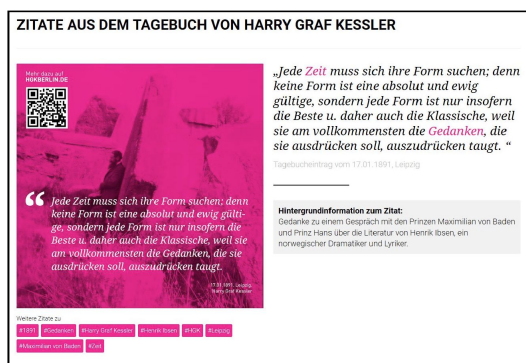 ZITATE AUS DEM TAGEBUCH VON HARRY GRAF KESSLER
Mehr dazu auf
HGKBERLIN.DE
“ Jede Zeit muss sich ihre Form suchen; denn
keine Form ist eine absolut und ewig gülti-
ge, sondern jede Form ist nur insofern die
Beste u. daher auch die Klassische, weil sie
am vollkommensten die Gedanken, die sie
ausdrücken soll, auszudrücken taugt.
17.01.1891, Leipzig
Harry Graf Kessler
„Jede Zeit muss sich ihre Form suchen; denn
keine Form ist eine absolut und ewig
gültige, sondern jede Form ist nur insofern
die Beste u. daher auch die Klassische, weil
sie am vollkommensten die Gedanken, die
sie ausdrücken soll, auszudrücken taugt. “
Tagebucheintrag vom 17.01.1891, Leipzig
Hintergrundinformation zum Zitat:
Gedanke zu einem Gespräch mit den Prinzen Maximilian von Baden
und Prinz Hans über die Literatur von Henrik Ibsen, ein
norwegischer Dramatiker und Lyriker.
Weitere Zitate zu
#1891 #Gedanken #Harry Graf Kessler #Henrik Ibsen #HGK #Leipzig
#Maximilian von Baden #Zeit